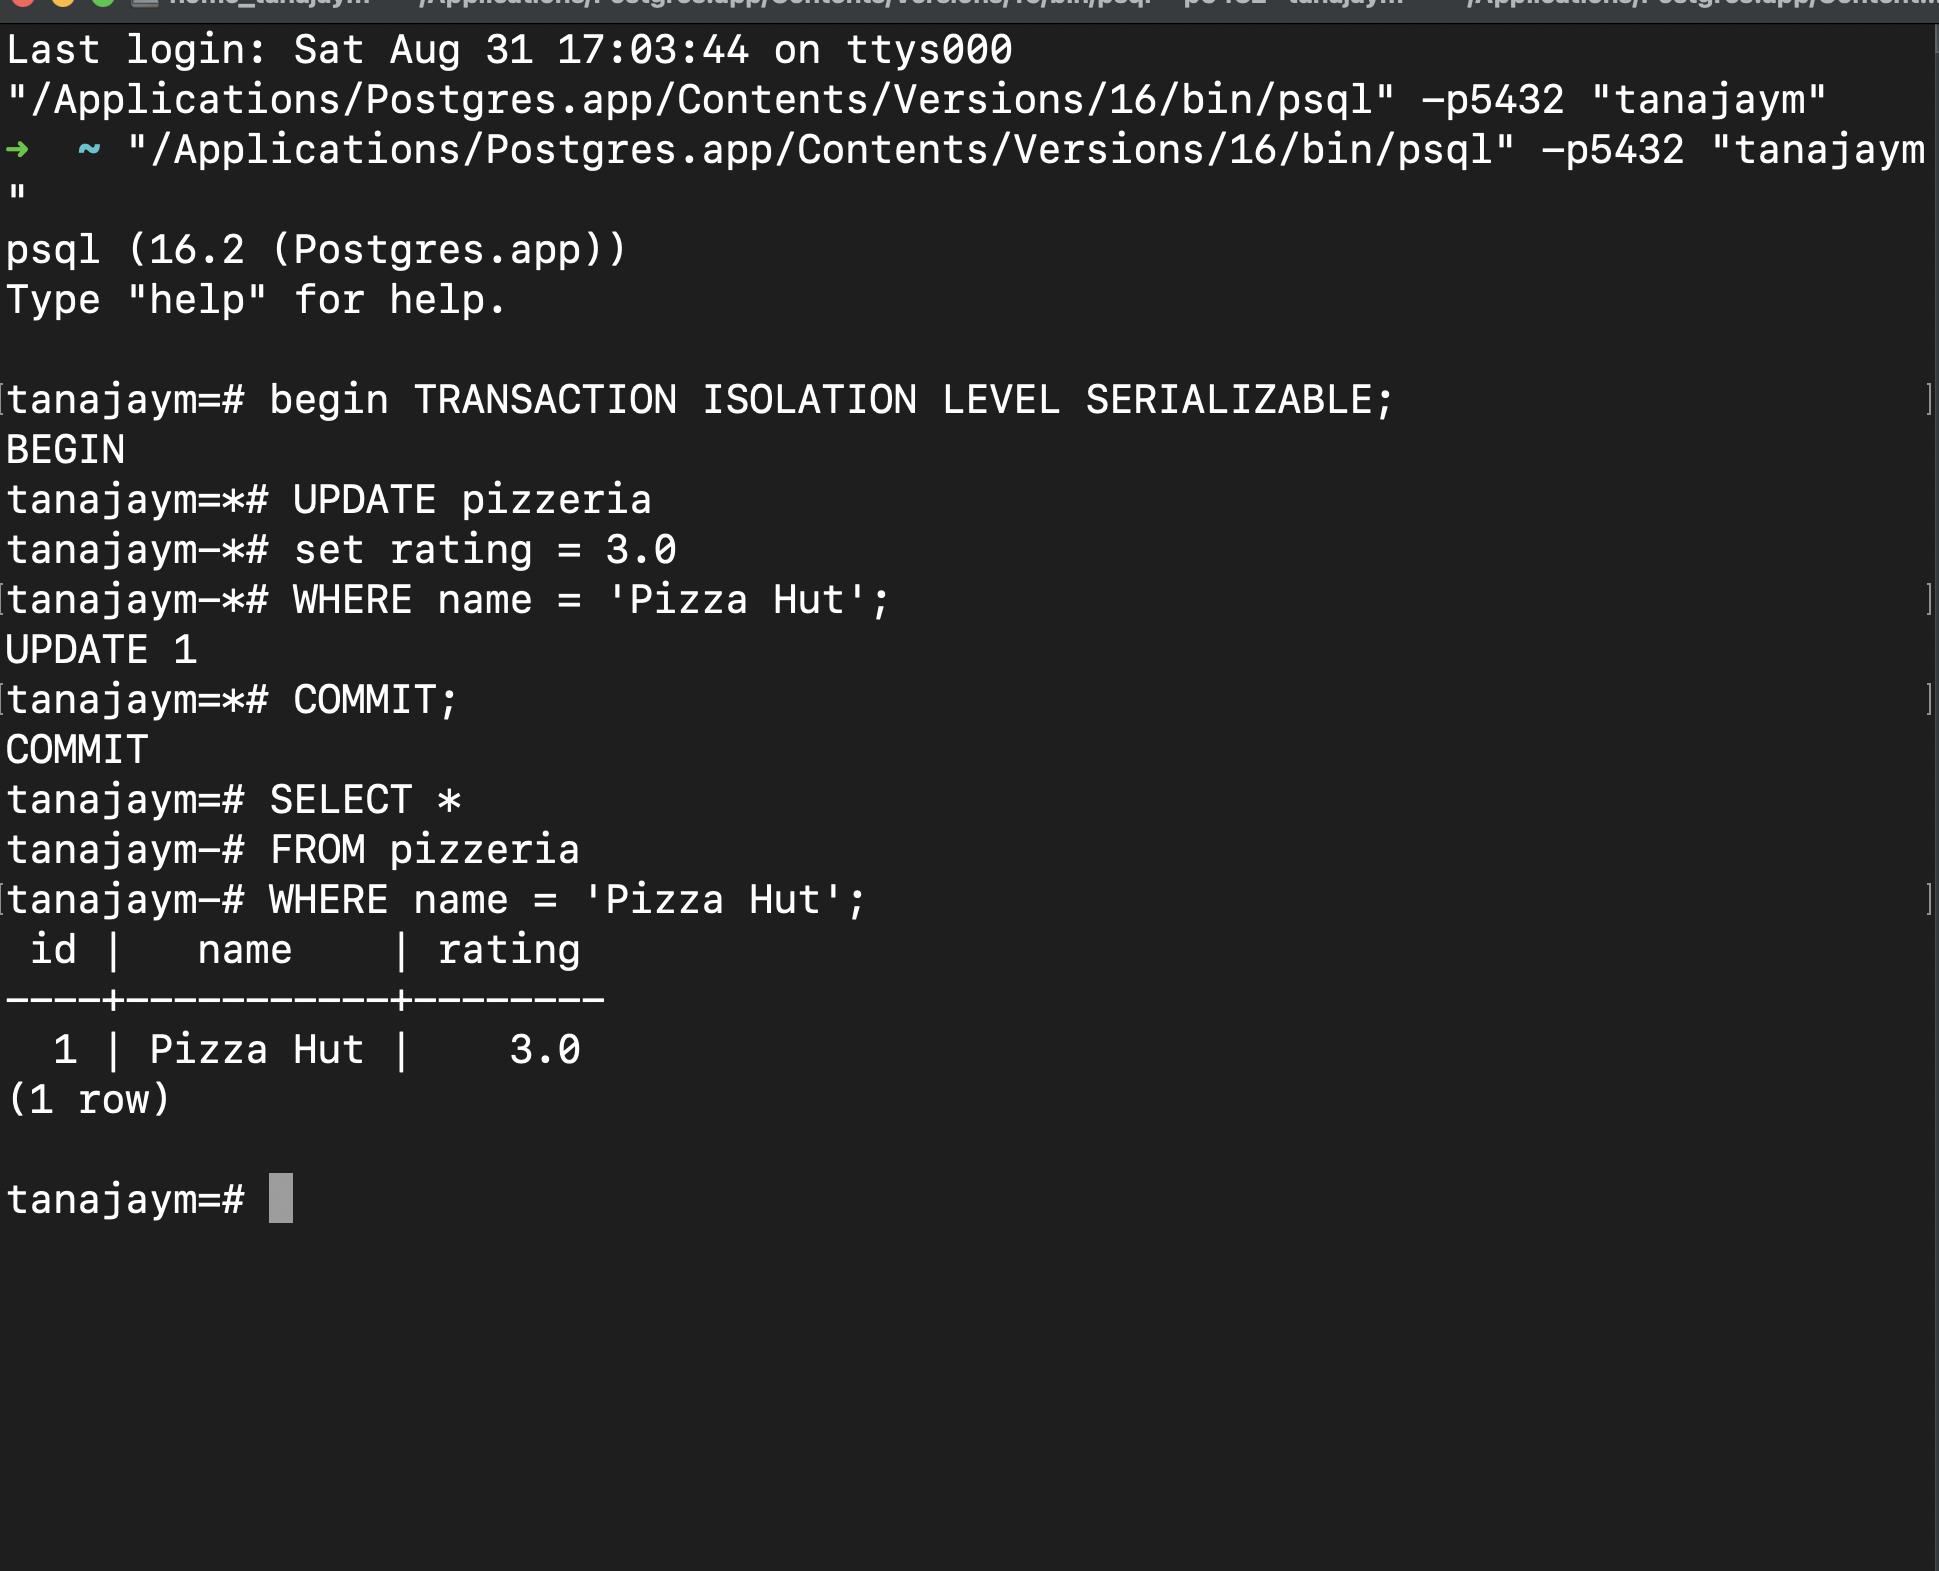 Last login: Sat Aug 31 17:03:44 on ttys000
"/Applications/Postgres.app/Contents/Versions/16/bin/psql" -p5432 "tanajaym"
➜  ~ "/Applications/Postgres.app/Contents/Versions/16/bin/psql" -p5432 "tanajaym
"
psql (16.2 (Postgres.app))
Type "help" for help.

[tanajaym=# begin TRANSACTION ISOLATION LEVEL SERIALIZABLE; ]
BEGIN
tanajaym=*# UPDATE pizzeria
tanajaym-*# set rating = 3.0
[tanajaym-*# WHERE name = 'Pizza Hut'; ]
UPDATE 1
[tanajaym=*# COMMIT; ]
COMMIT
tanajaym=# SELECT *
tanajaym-# FROM pizzeria
[tanajaym-# WHERE name = 'Pizza Hut'; ]
 id |   name    | rating
----+-----------+--------
  1 | Pizza Hut |    3.0
(1 row)

tanajaym=#